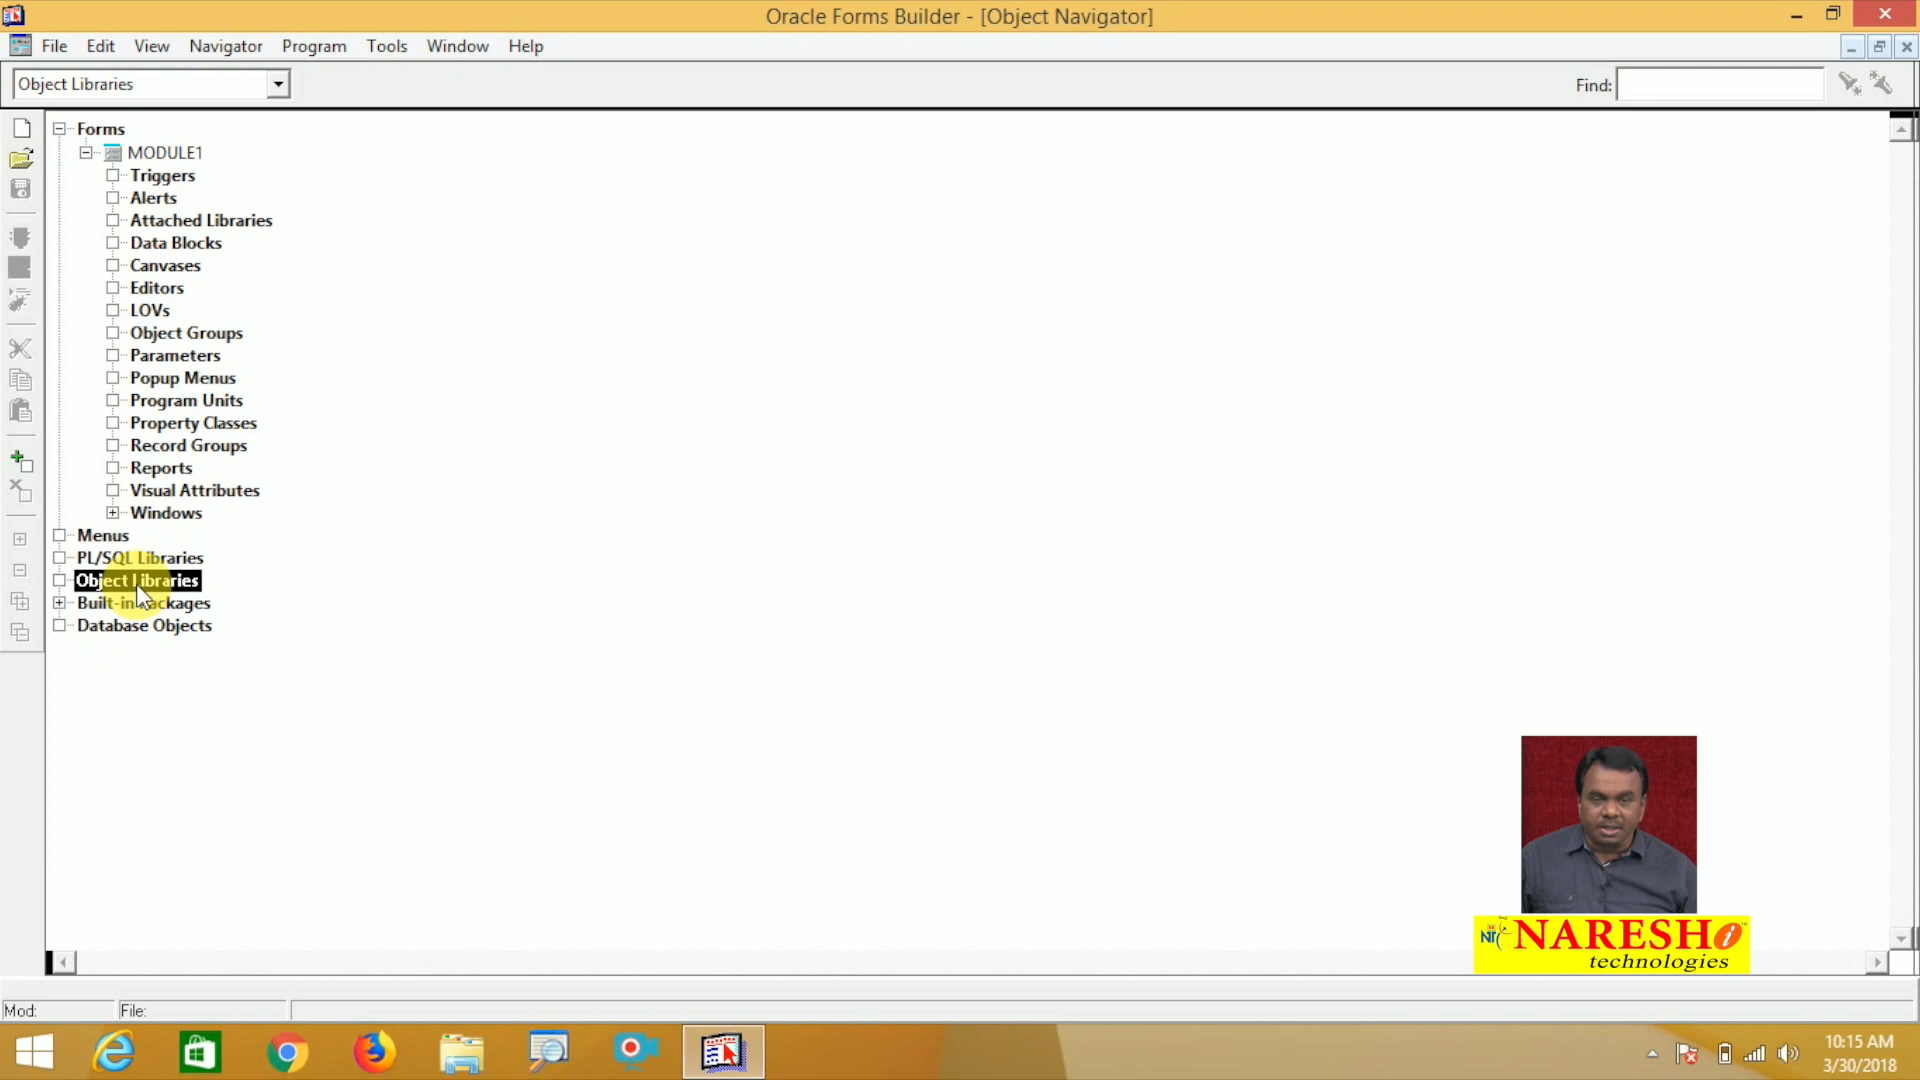 Oracle Forms Builder - [Object Navigator]
File Edit View Navigator Program Tools Window Help
Object Libraries
Find:
Forms
MODULE1
Triggers
Alerts
Attached Libraries
Data Blocks
Canvases
Editors
LOVs
Object Groups
Parameters
Popup Menus
Program Units
Property Classes
Record Groups
Reports
Visual Attributes
Windows
Menus
PL/SQL Libraries
Object Libraries
Built-in Packages
Database Objects
NARESH i
technologies
Mod: File:
10:15 AM
3/30/2018